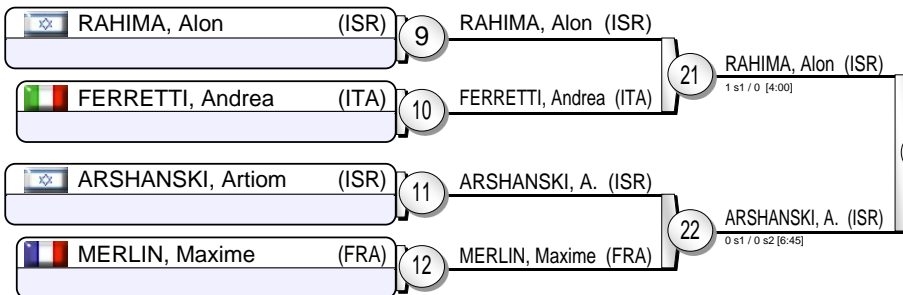 RAHIMA, Alon (ISR)
9
RAHIMA, Alon (ISR)
21
RAHIMA, Alon (ISR)
1 s1 / 0 [4:00]
FERRETTI, Andrea (ITA)
10
FERRETTI, Andrea (ITA)
ARSHANSKI, Artiom (ISR)
11
ARSHANSKI, A. (ISR)
22
ARSHANSKI, A. (ISR)
0 s1 / 0 s2 [6:45]
MERLIN, Maxime (FRA)
12
MERLIN, Maxime (FRA)